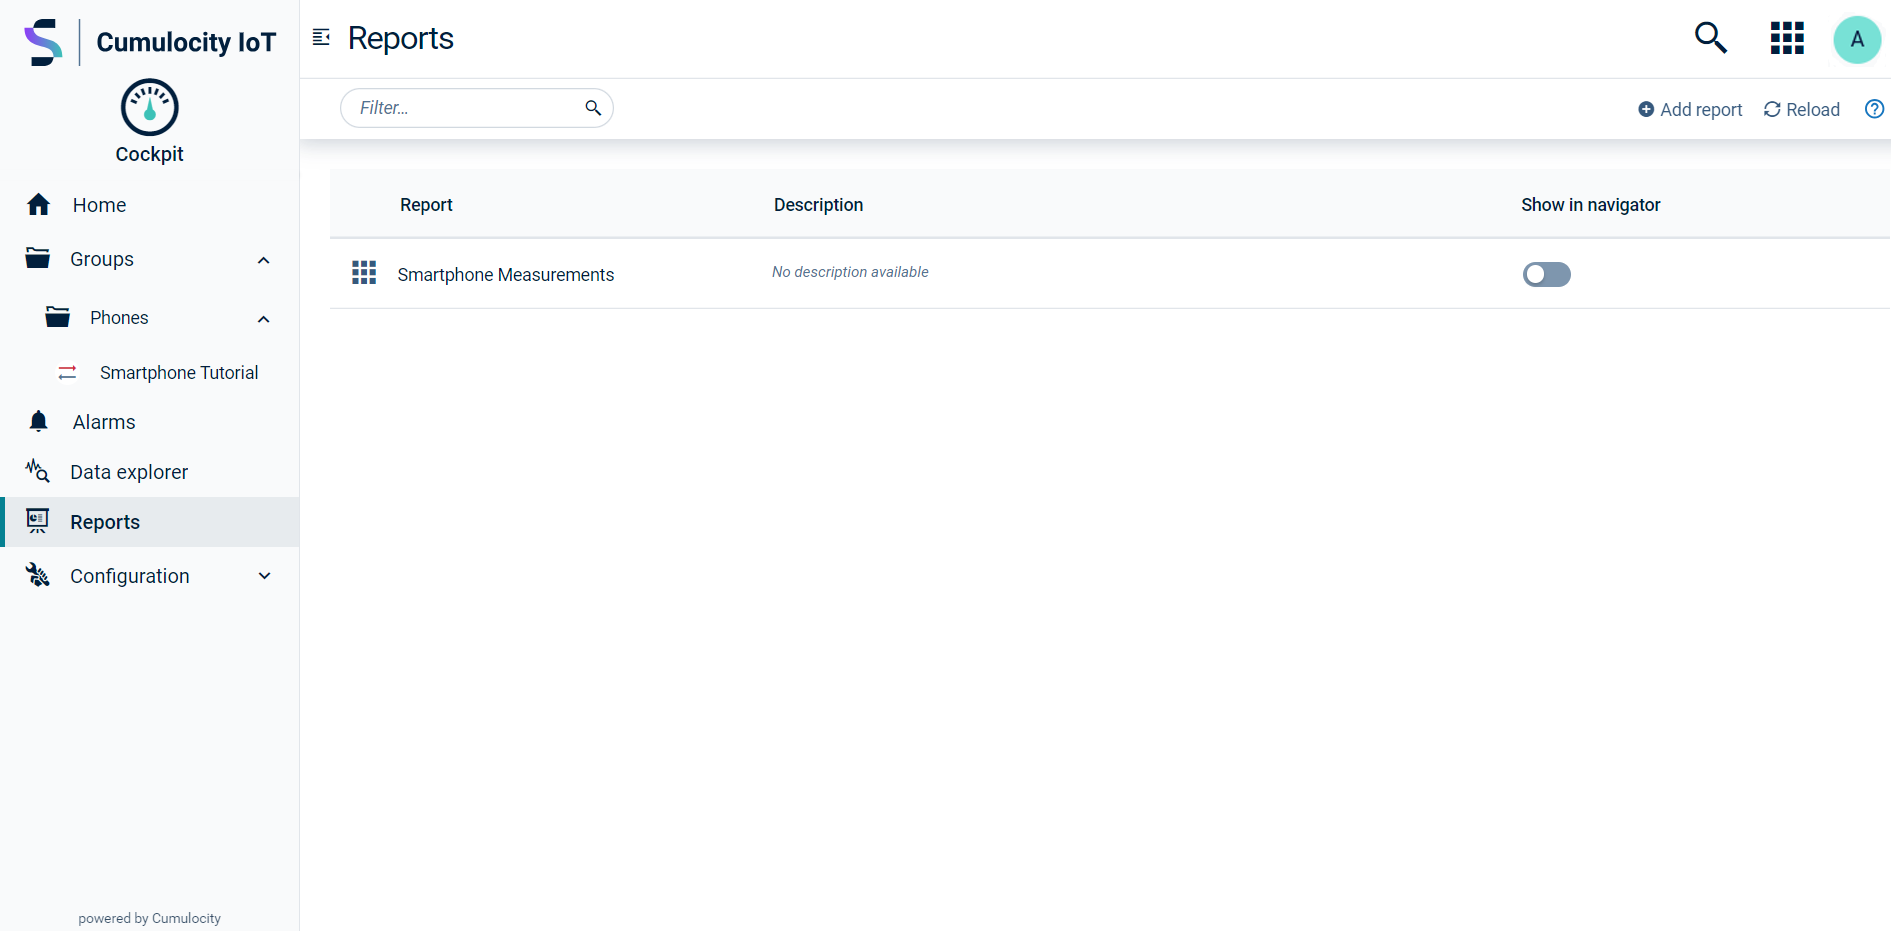 Cumulocity IoT
Cockpit
Home
Groups
Phones
Smartphone Tutorial
Alarms
Data explorer
Reports
Configuration
powered by Cumulocity
Reports
A
Filter...
Add report
Reload
?
Report Description Show in navigator
Smartphone Measurements No description available